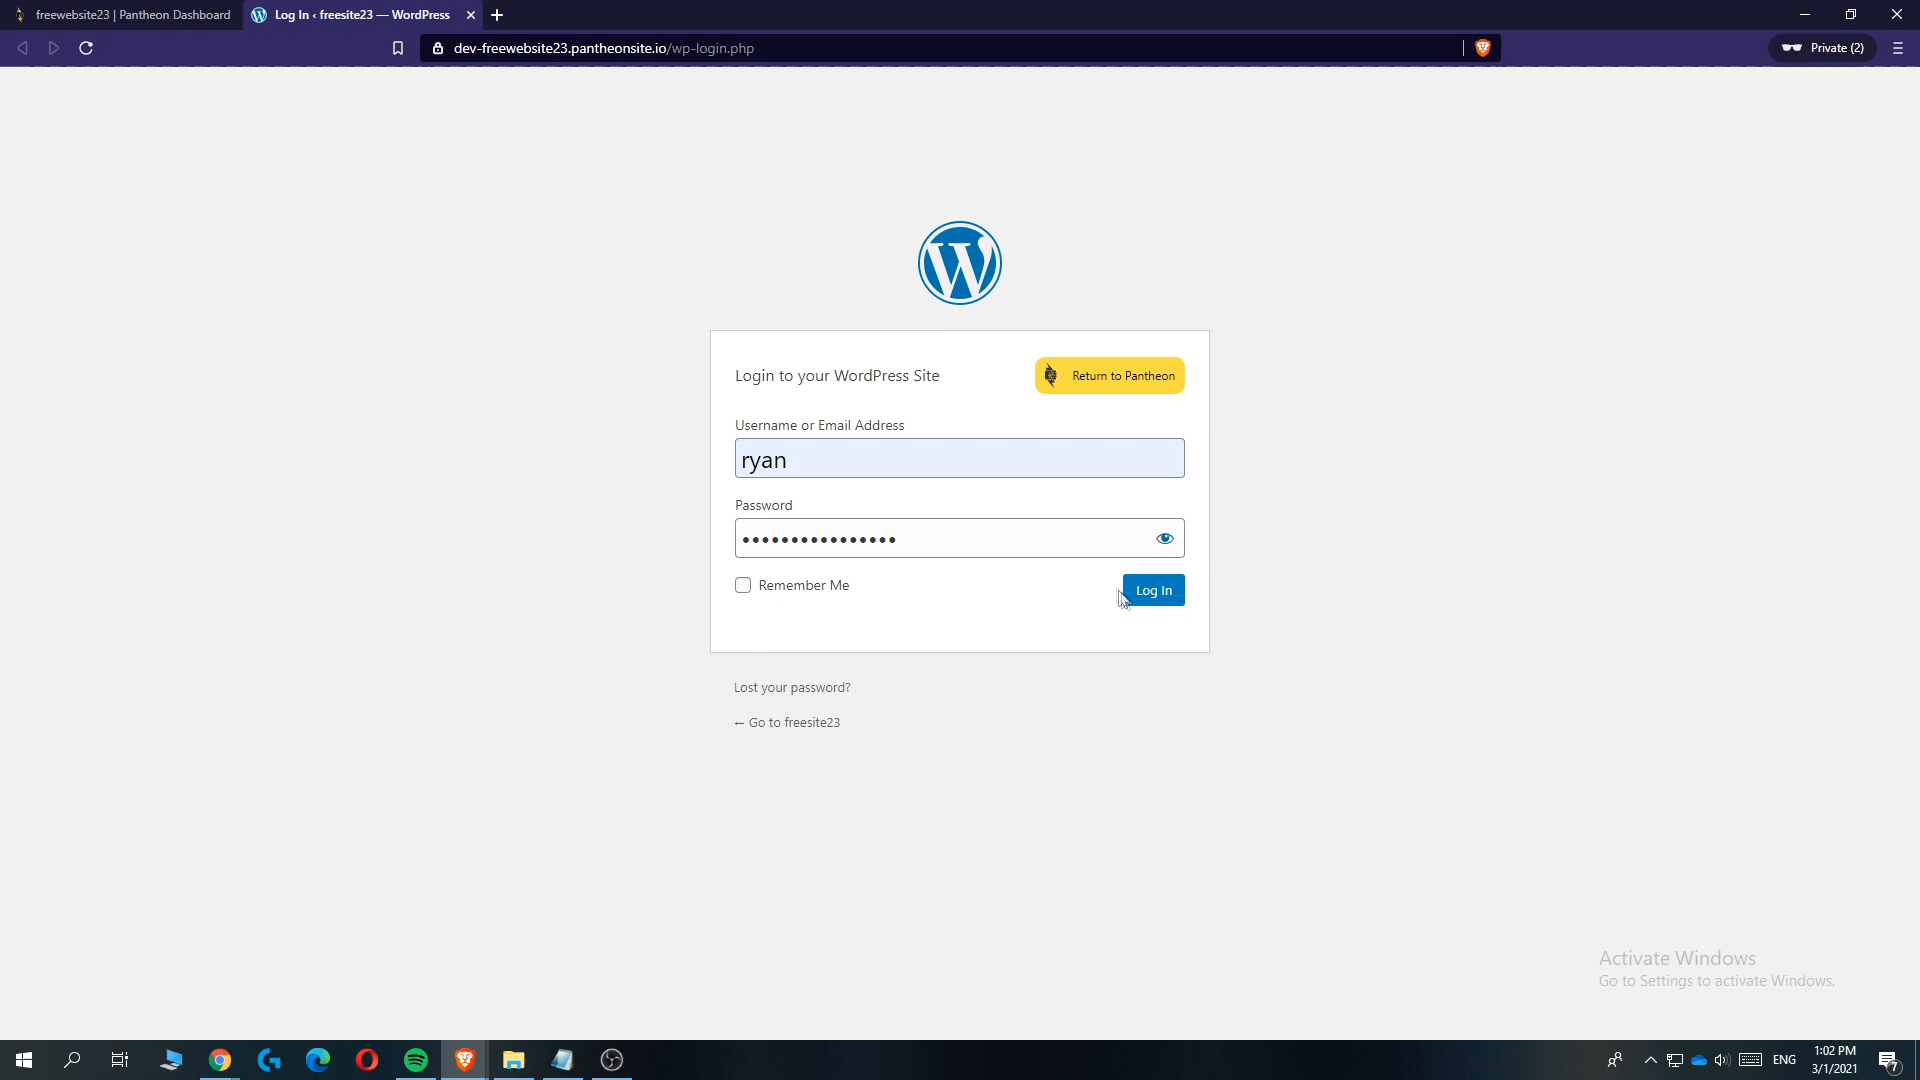 freewebsite23 | Pantheon Dashboard
Log In ‹ freesite23 — WordPress
dev-freewebsite23.pantheonsite.io/wp-login.php
Private (2)
Login to your WordPress Site
Return to Pantheon
Username or Email Address
ryan
Password
••••••••••••••••
Remember Me
Log In
Lost your password?
← Go to freesite23
Activate Windows
Go to Settings to activate Windows.
ENG
1:02 PM
3/1/2021
7